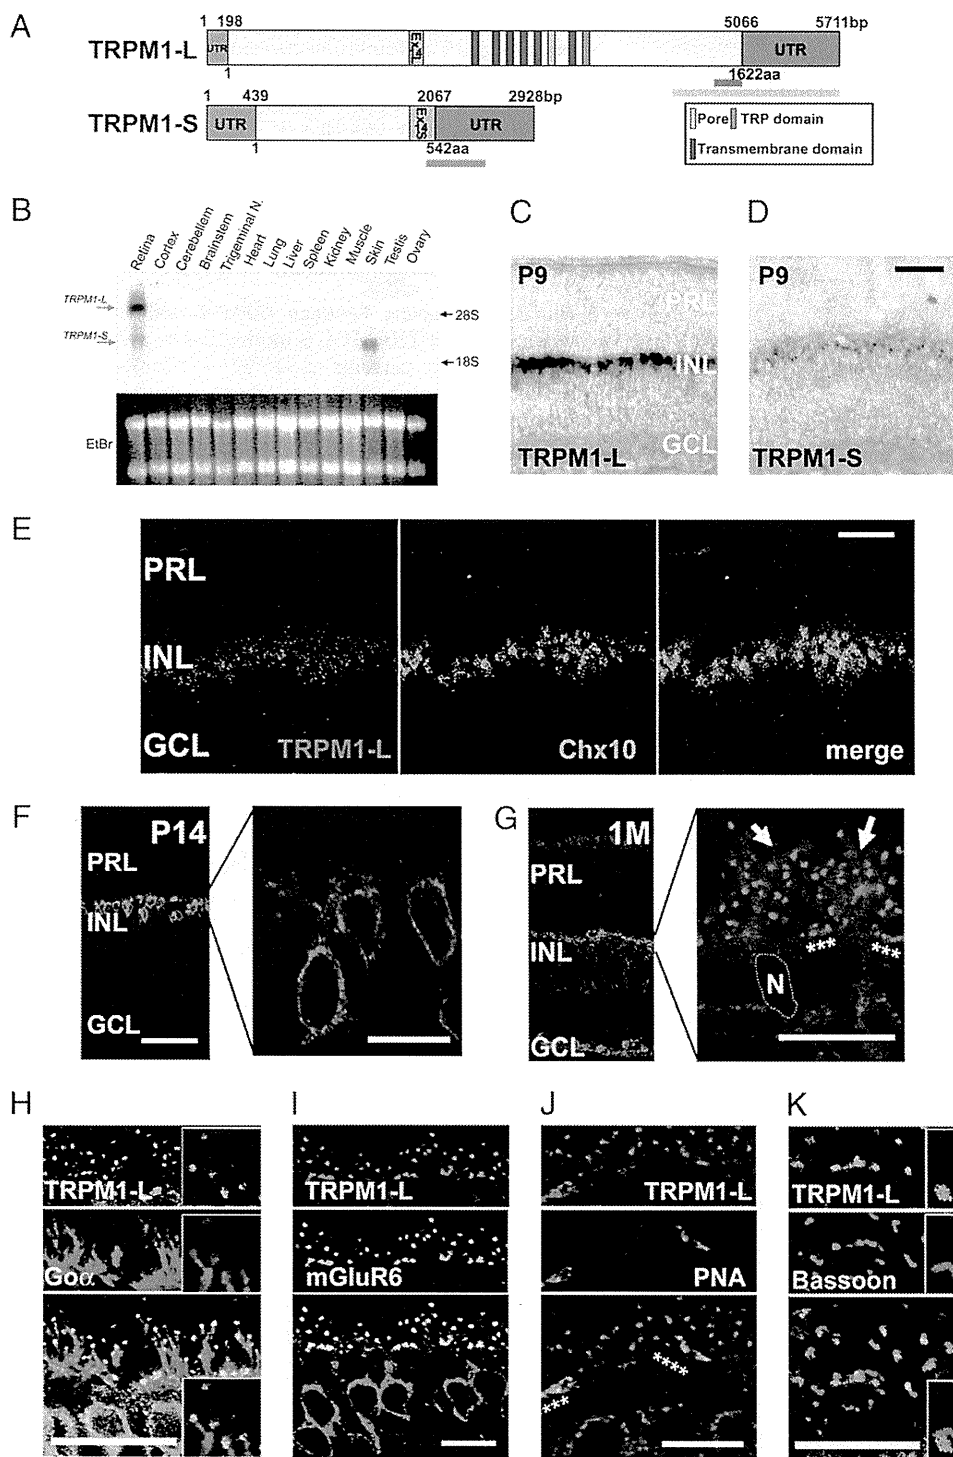 A
1 198 5066 5711bp
TRPM1-L UTR Ex4L UTR
1 1622aa
1 439 2067 2928bp
TRPM1-S UTR Ex4S UTR
1 542aa
Pore TRP domain
Transmembrane domain
B
Retina
Cortex
Cerebellem
Brainstem
Trigeminal N.
Heart
Lung
Liver
Spleen
Kidney
Muscle
Skin
Testis
Ovary
TRPM1-L
28S
TRPM1-S
18S
EtBr
C
P9
PRL
INL
GCL
TRPM1-L
D
P9
TRPM1-S
E
PRL
INL
GCL
TRPM1-L
Chx10
merge
F
P14
PRL
INL
GCL
G
1M
PRL
INL
GCL
***
***
N
H
TRPM1-L
Goα
I
TRPM1-L
mGluR6
J
TRPM1-L
PNA
****
***
K
TRPM1-L
Bassoon